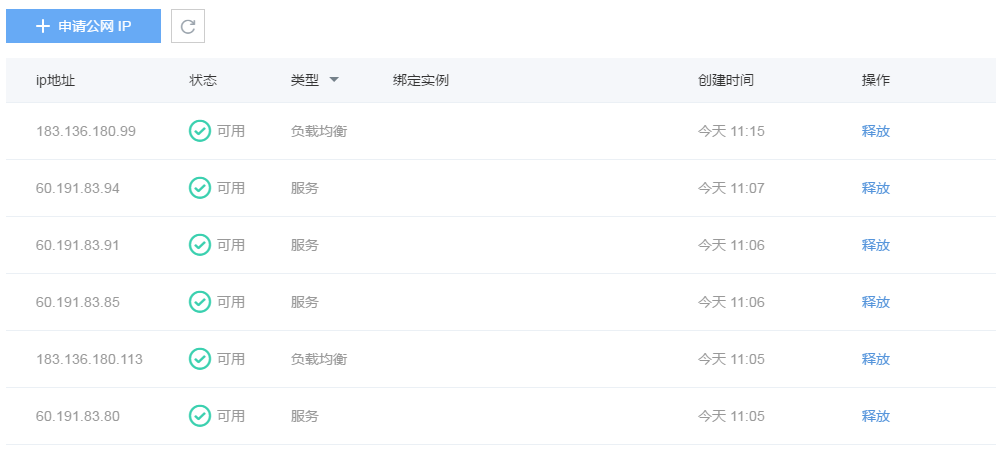 申请公网 IP
ip地址 状态 类型 绑定实例 创建时间 操作
183.136.180.99 可用 负载均衡 今天 11:15 释放
60.191.83.94 可用 服务 今天 11:07 释放
60.191.83.91 可用 服务 今天 11:06 释放
60.191.83.85 可用 服务 今天 11:06 释放
183.136.180.113 可用 负载均衡 今天 11:05 释放
60.191.83.80 可用 服务 今天 11:05 释放